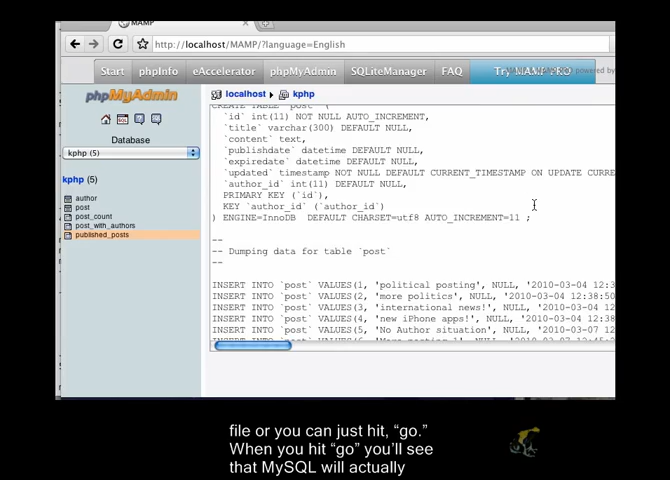 MAMP
http://localhost/MAMP/?language=English
Start phpInfo eAccelerator phpMyAdmin SQLiteManager FAQ Try MAMP PRO
phpMyAdmin
localhost kphp
Database
kphp (5)
kphp (5)
author
post
post_count
post_with_authors
published_posts
CREATE TABLE `post` (
`id` int(11) NOT NULL AUTO_INCREMENT,
`title` varchar(300) DEFAULT NULL,
`content` text,
`publishdate` datetime DEFAULT NULL,
`expiredate` datetime DEFAULT NULL,
`updated` timestamp NOT NULL DEFAULT CURRENT_TIMESTAMP ON UPDATE CURRE
`author_id` int(11) DEFAULT NULL,
PRIMARY KEY (`id`),
KEY `author_id` (`author_id`)
) ENGINE=InnoDB DEFAULT CHARSET=utf8 AUTO_INCREMENT=11 ;
--
-- Dumping data for table `post`
--
INSERT INTO `post` VALUES(1, 'political posting', NULL, '2010-03-04 12:3
INSERT INTO `post` VALUES(2, 'more politics', NULL, '2010-03-04 12:38:50
INSERT INTO `post` VALUES(3, 'international news!', NULL, '2010-03-04
INSERT INTO `post` VALUES(4, 'new iPhone apps!', NULL, '2010-03-04 12:38
INSERT INTO `post` VALUES(5, 'No Author situation', NULL, '2010-03-07
file or you can just hit, “go.”
When you hit “go” you’ll see
that MySQL will actually